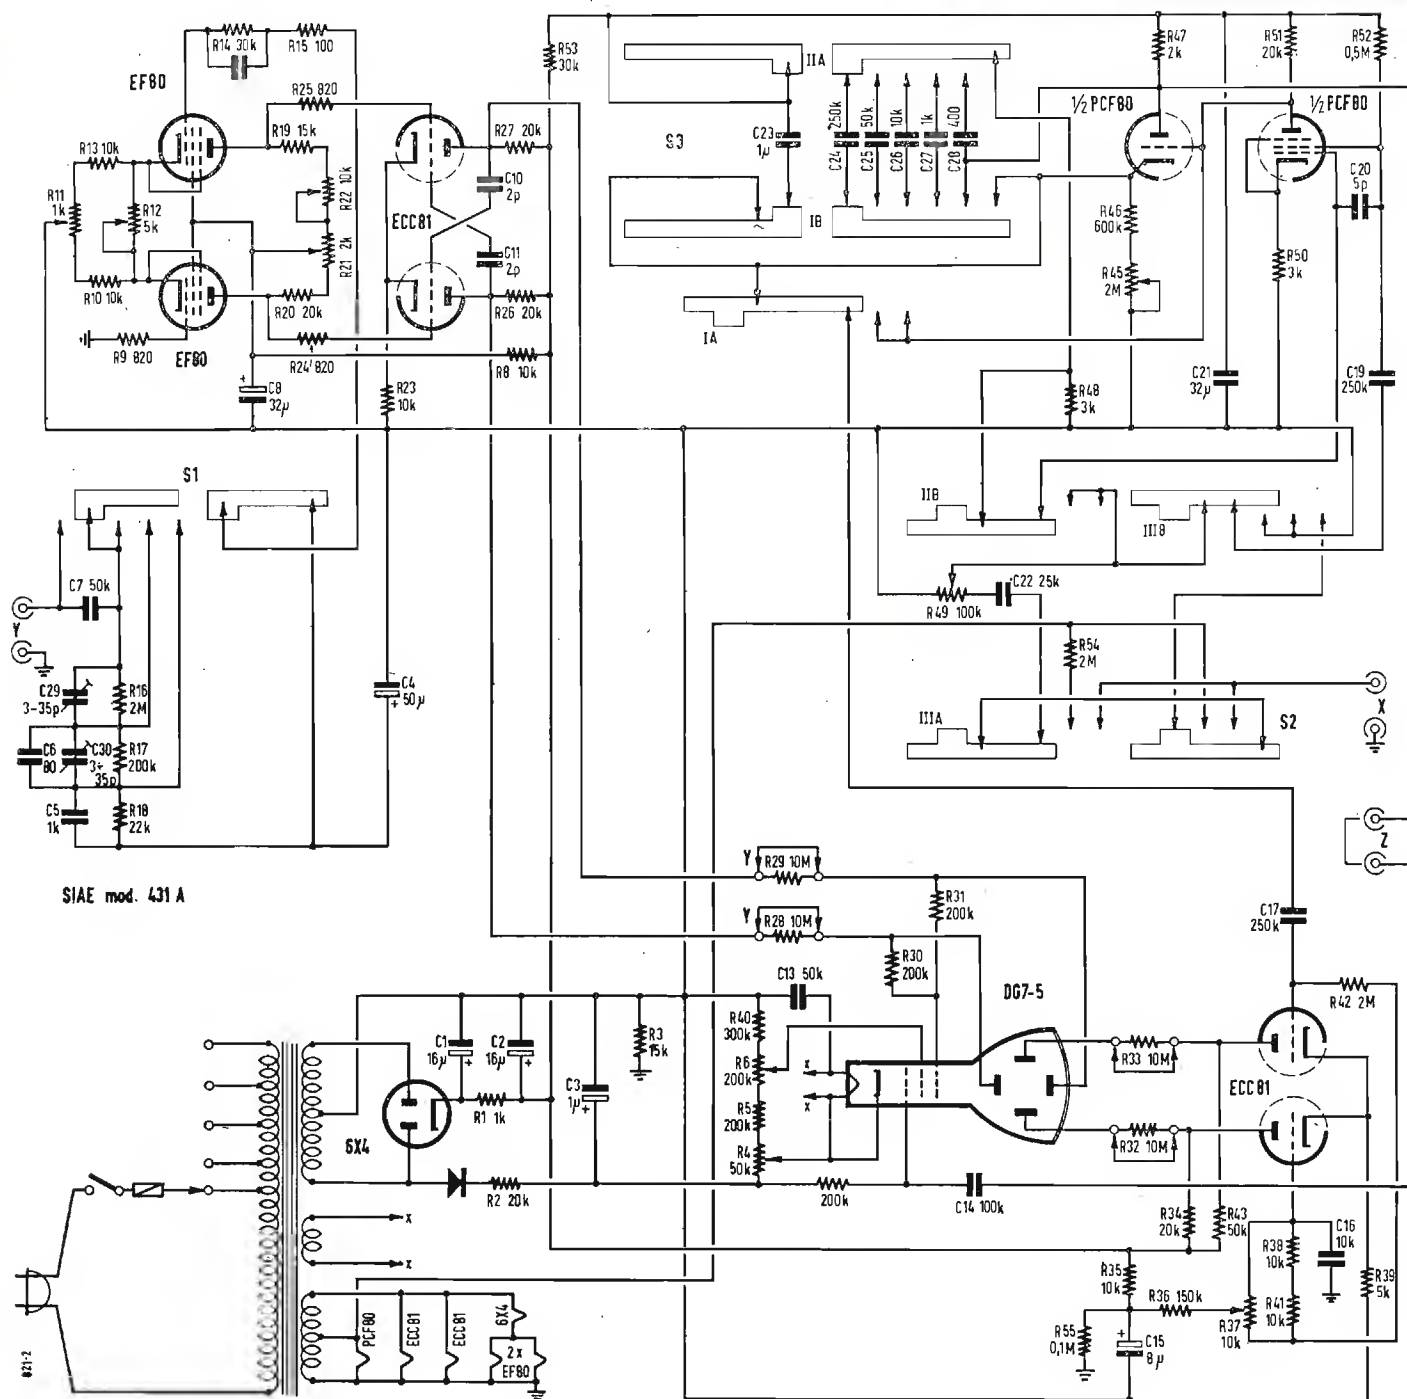 R14 30k
R15 100
EF80
R25 820
R19 15k
R13 10k
R11
1k
R12
5k
R22 10k
R21 2k
R10 10k
R20 20k
R9 820
EF80
R24 820
C8
32µ
+
R23
10k
ECC81
R27 20k
C10
2p
C11
2p
R26 20k
R8 10k
R53
30k
S3
IIA
C23
1µ
250k
50k
10k
1k
400
C24
C25
C26
C27
C28
IB
IA
R47
2k
R51
20k
R52
0,5M
½PCF80
½PCF80
C20
5p
R46
600k
R45
2M
R50
3k
R48
3k
C21
32µ
C19
250k
S1
C7 50k
Y
C29
3-35p
R16
2M
C6
80
C30
3÷
35p
R17
200k
C5
1k
R18
22k
C4
50µ
+
IIB
IIIB
R49 100k
C22 25k
R54
2M
IIIA
S2
X
Z
SIAE mod. 431 A
Y
R29 10M
Y
R28 10M
R31
200k
R30
200k
C17
250k
C13 50k
DG7-5
R42 2M
R40
300k
R6
200k
R5
200k
R4
50k
x
x
R33 10M
R32 10M
ECC81
C1
16µ
+
C2
16µ
+
C3
1µ
+
R3
15k
R1 1k
6X4
R2 20k
200k
C14 100k
R34
20k
R43
50k
x
x
R35
10k
R36 150k
R38
10k
C16
10k
R41
10k
R37
10k
R39
5k
R55
0,1M
+
C15
8µ
PCF80
ECC81
ECC81
6X4
2x
EF80
821-2